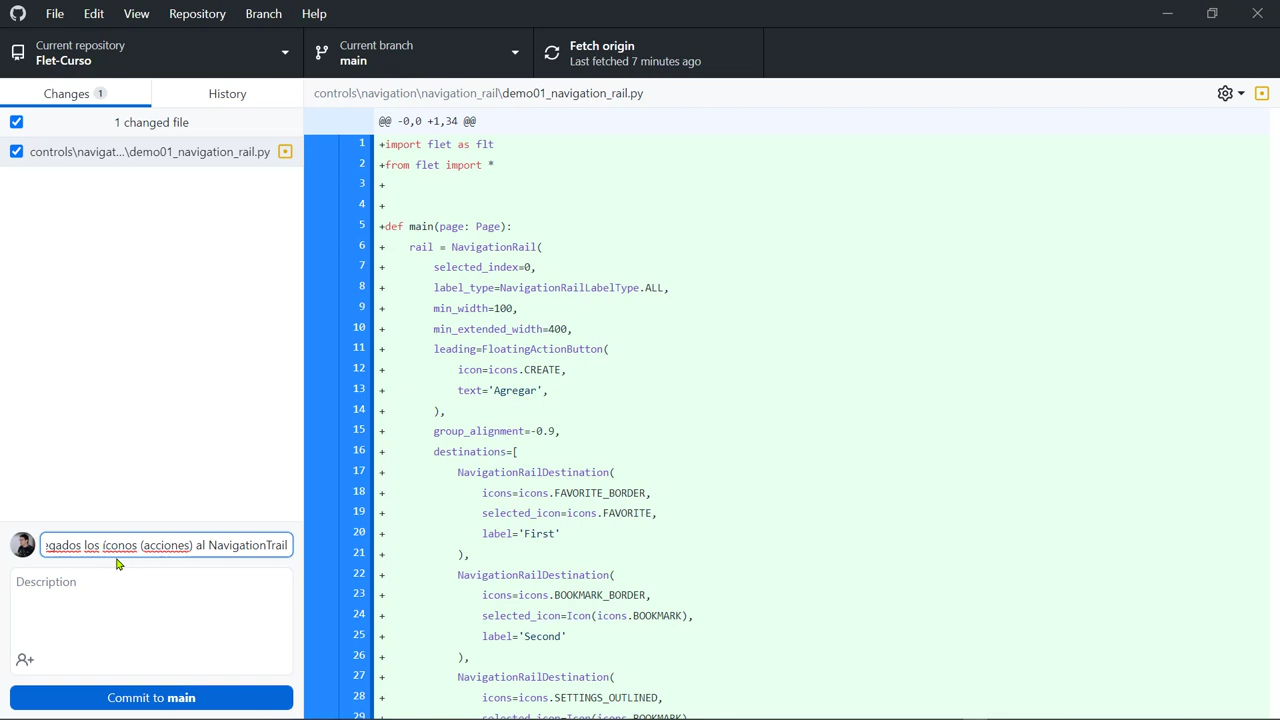 File Edit View Repository Branch Help
Current repository
Flet-Curso
Current branch
main
Fetch origin
Last fetched 7 minutes ago
Changes 1
History
controls\navigation\navigation_rail\demo01_navigation_rail.py
1 changed file
controls\navigat...\demo01_navigation_rail.py
@@ -0,0 +1,34 @@
1 +import flet as flt
2 +from flet import *
3 +
4 +
5 +def main(page: Page):
6 + rail = NavigationRail(
7 + selected_index=0,
8 + label_type=NavigationRailLabelType.ALL,
9 + min_width=100,
10 + min_extended_width=400,
11 + leading=FloatingActionButton(
12 + icon=icons.CREATE,
13 + text='Agregar',
14 + ),
15 + group_alignment=-0.9,
16 + destinations=[
17 + NavigationRailDestination(
18 + icons=icons.FAVORITE_BORDER,
19 + selected_icon=icons.FAVORITE,
20 + label='First'
21 + ),
22 + NavigationRailDestination(
23 + icons=icons.BOOKMARK_BORDER,
24 + selected_icon=Icon(icons.BOOKMARK),
25 + label='Second'
26 + ),
27 + NavigationRailDestination(
28 + icons=icons.SETTINGS_OUTLINED,
29 selected_icon=Icon(icons.BOOKMARK)
egados los íconos (acciones) al NavigationTrail
Description
Commit to main